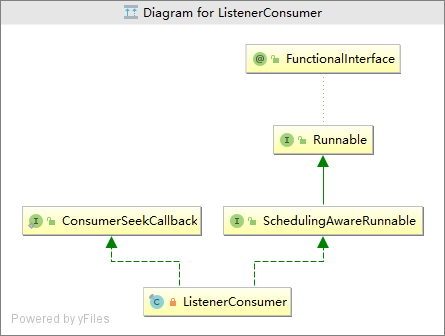 Diagram for ListenerConsumer
@ FunctionalInterface
I Runnable
I ConsumerSeekCallback
I SchedulingAwareRunnable
C ListenerConsumer
Powered by yFiles